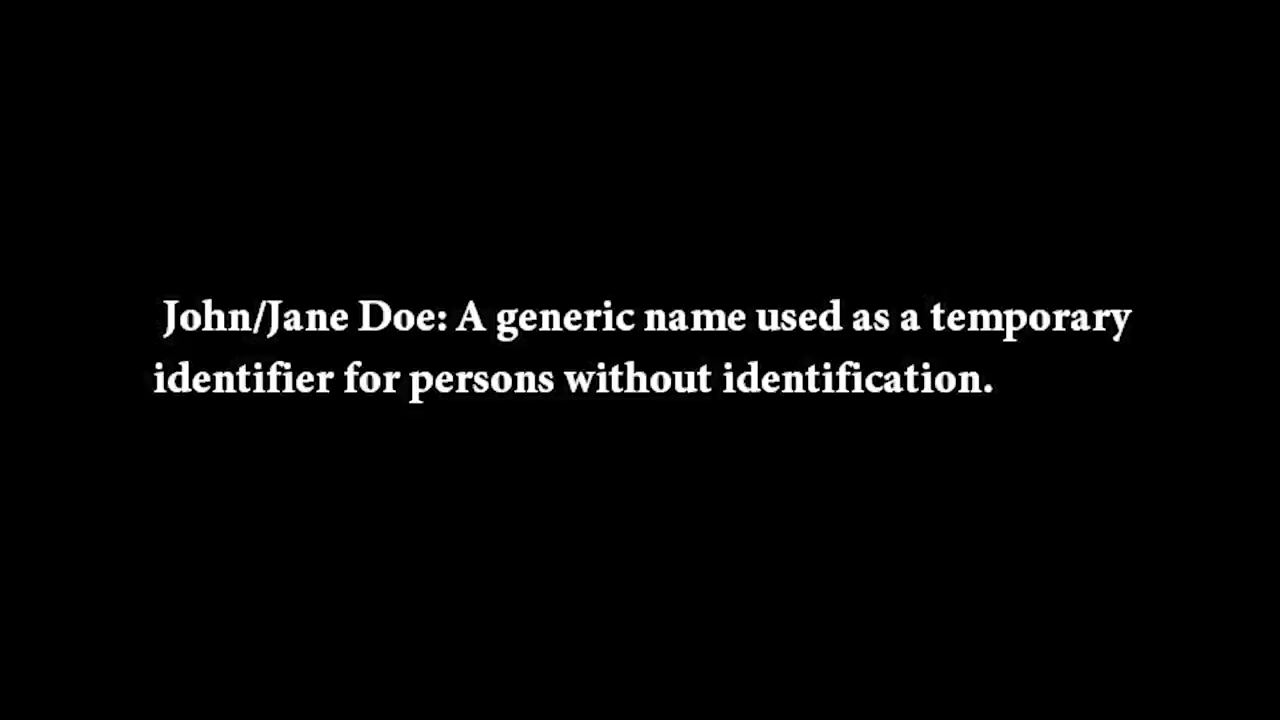 John/Jane Doe: A generic name used as a temporary
identifier for persons without identification.